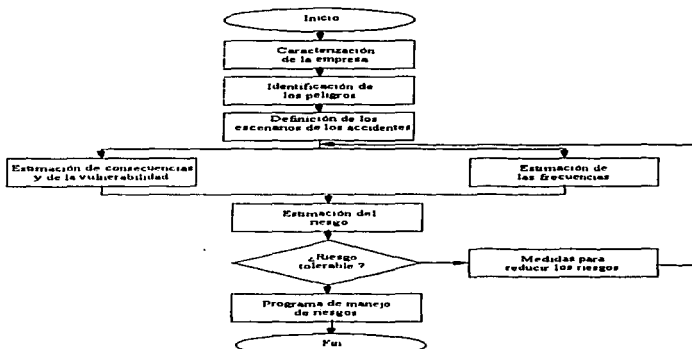 Inicio
Caracterización
de la empresa
Identificación de
los peligros
Definición de los
escenarios de los accidentes
Estimación de consecuencias
y de la vulnerabilidad
Estimación de
las frecuencias
Estimación del
riesgo
¿Riesgo
tolerable ?
Medidas para
reducir los riesgos
Programa de manejo
de riesgos
Fin